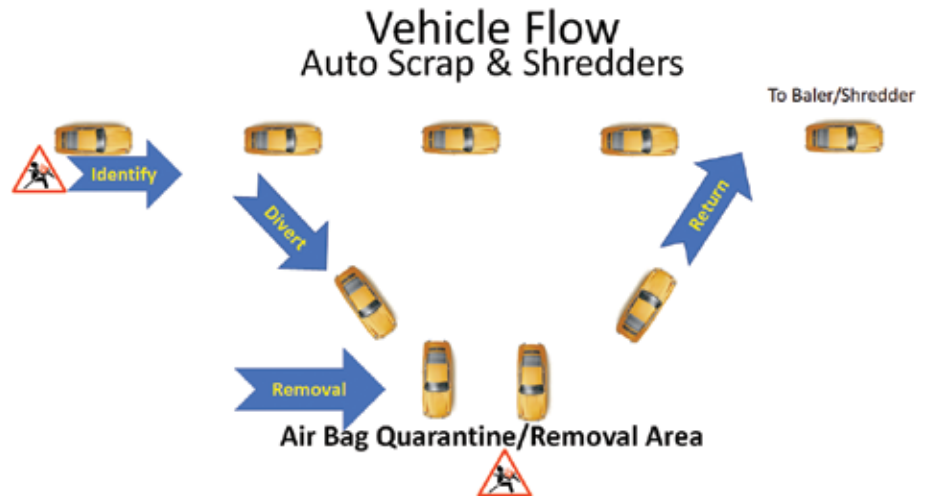 Vehicle Flow
Auto Scrap & Shredders
To Baler/Shredder
Identify
Divert
Return
Removal
Air Bag Quarantine/Removal Area